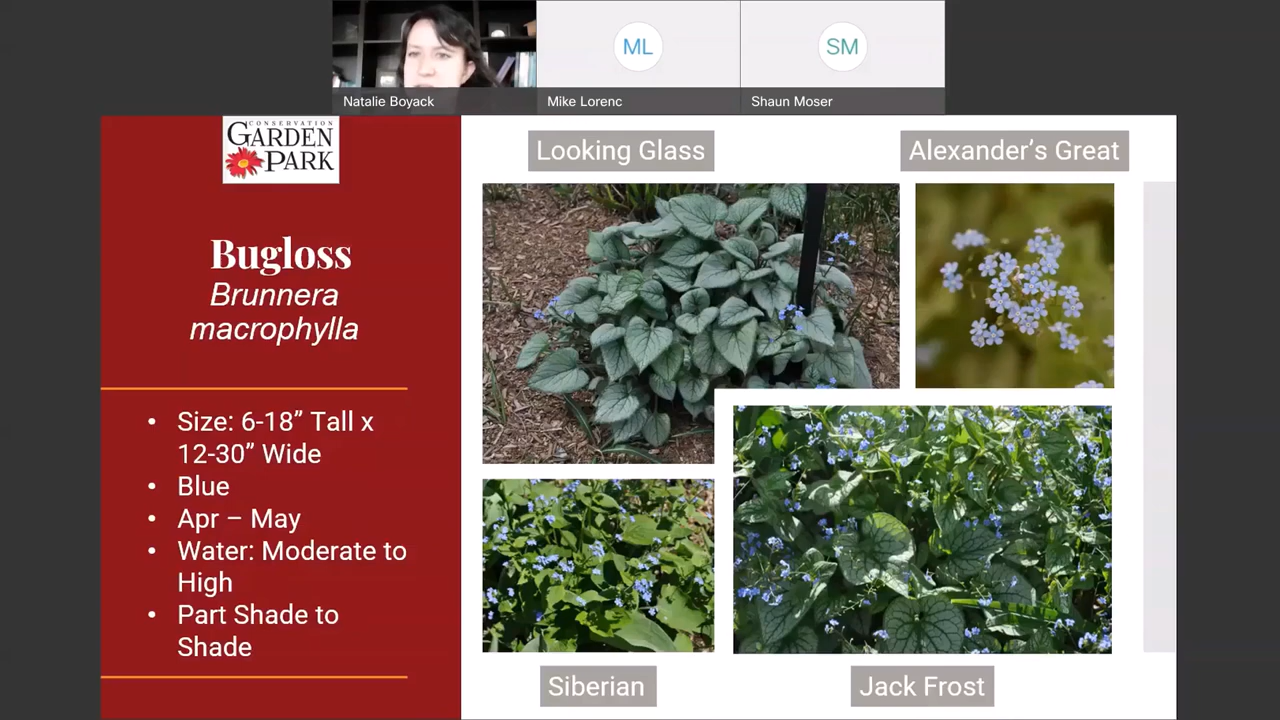 ML
SM
Natalie Boyack
Mike Lorenc
Shaun Moser
CONSERVATION
GARDEN
PARK
Bugloss
Brunnera
macrophylla
• Size: 6-18” Tall x
12-30” Wide
• Blue
• Apr – May
• Water: Moderate to
High
• Part Shade to
Shade
Looking Glass
Alexander’s Great
Siberian
Jack Frost